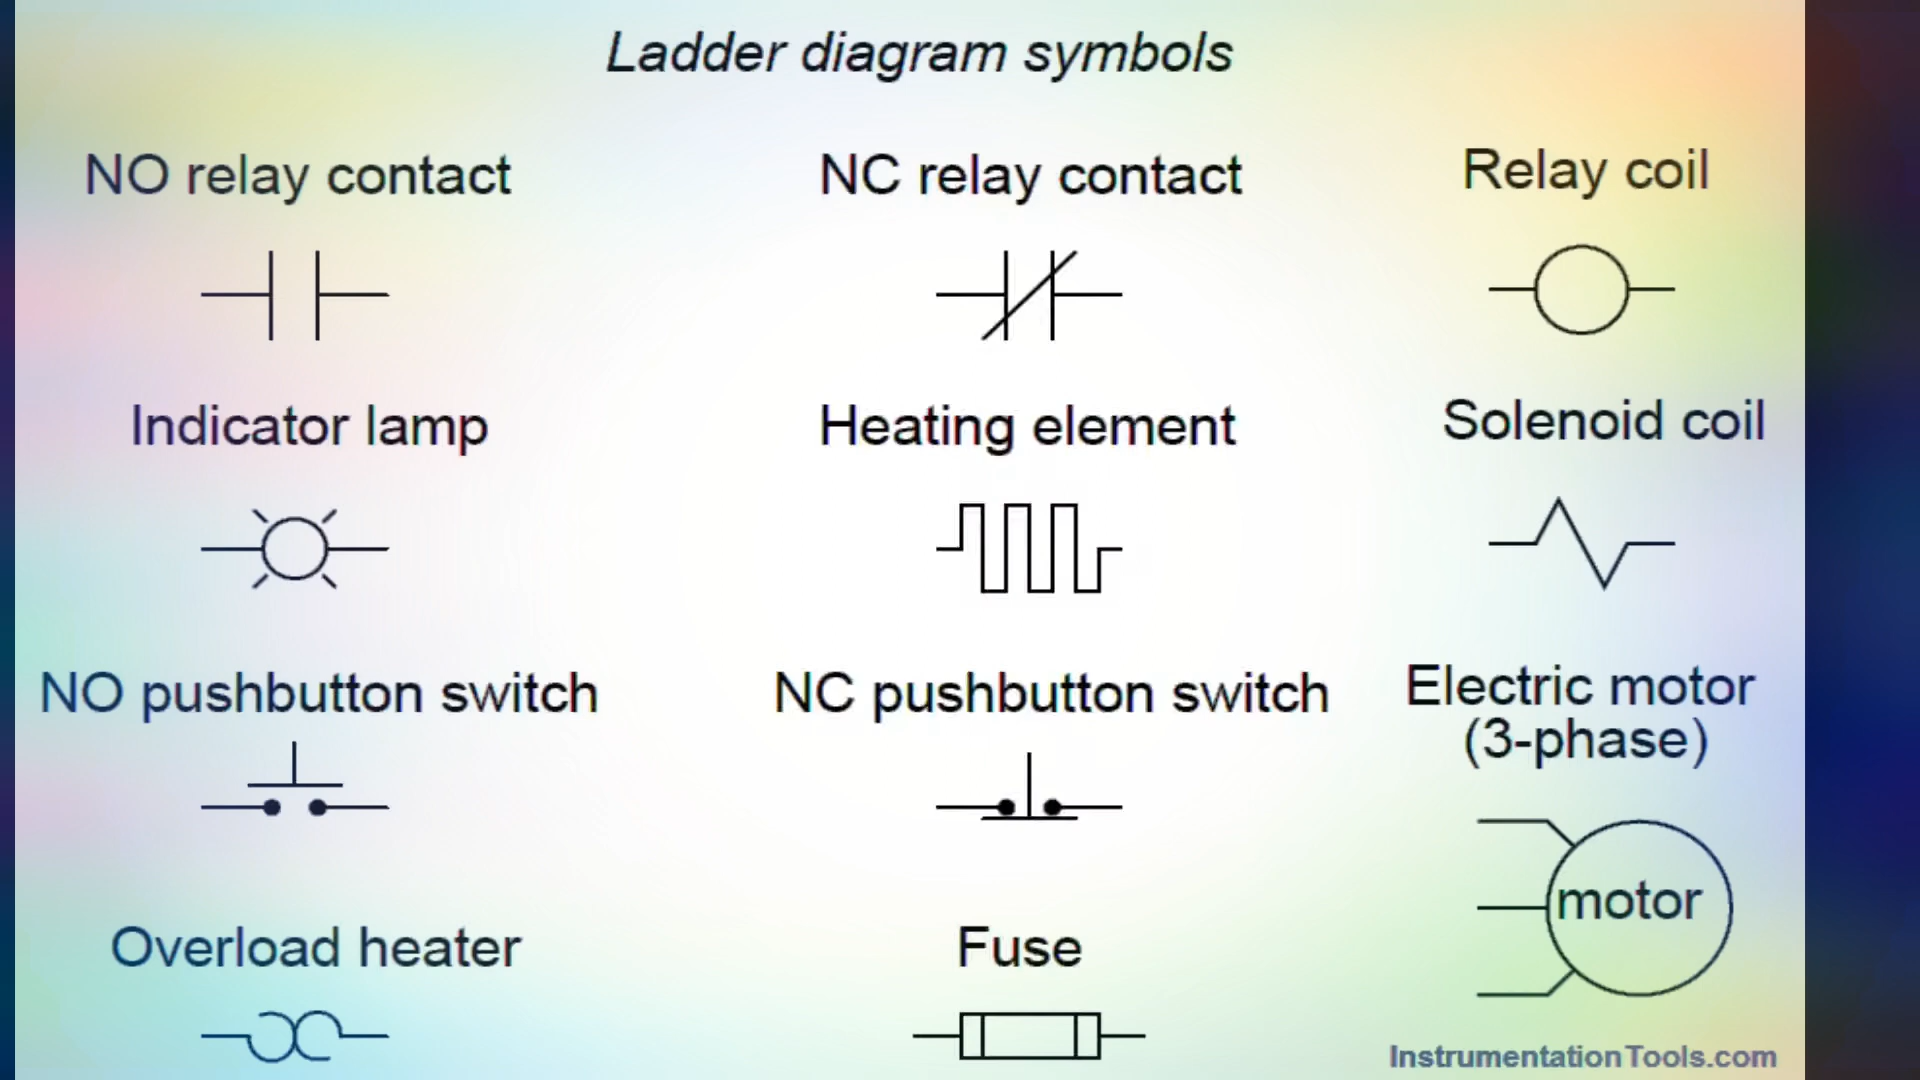 Ladder diagram symbols
NO relay contact
NC relay contact
Relay coil
Indicator lamp
Heating element
Solenoid coil
NO pushbutton switch
NC pushbutton switch
Electric motor
(3-phase)
motor
Overload heater
Fuse
InstrumentationTools.com